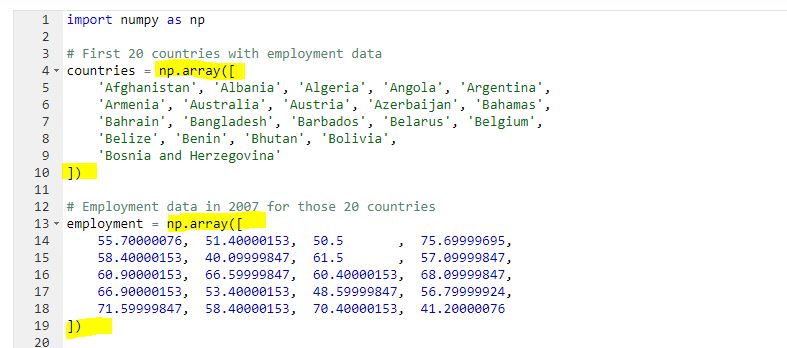 1 import numpy as np
2
3 # First 20 countries with employment data
4 countries = np.array([
5     'Afghanistan', 'Albania', 'Algeria', 'Angola', 'Argentina',
6     'Armenia', 'Australia', 'Austria', 'Azerbaijan', 'Bahamas',
7     'Bahrain', 'Bangladesh', 'Barbados', 'Belarus', 'Belgium',
8     'Belize', 'Benin', 'Bhutan', 'Bolivia',
9     'Bosnia and Herzegovina'
10 ])
11
12 # Employment data in 2007 for those 20 countries
13 employment = np.array([
14     55.70000076,  51.40000153,  50.5       ,  75.69999695,
15     58.40000153,  40.09999847,  61.5       ,  57.09999847,
16     60.90000153,  66.59999847,  60.40000153,  68.09999847,
17     66.90000153,  53.40000153,  48.59999847,  56.79999924,
18     71.59999847,  58.40000153,  70.40000153,  41.20000076
19 ])
20